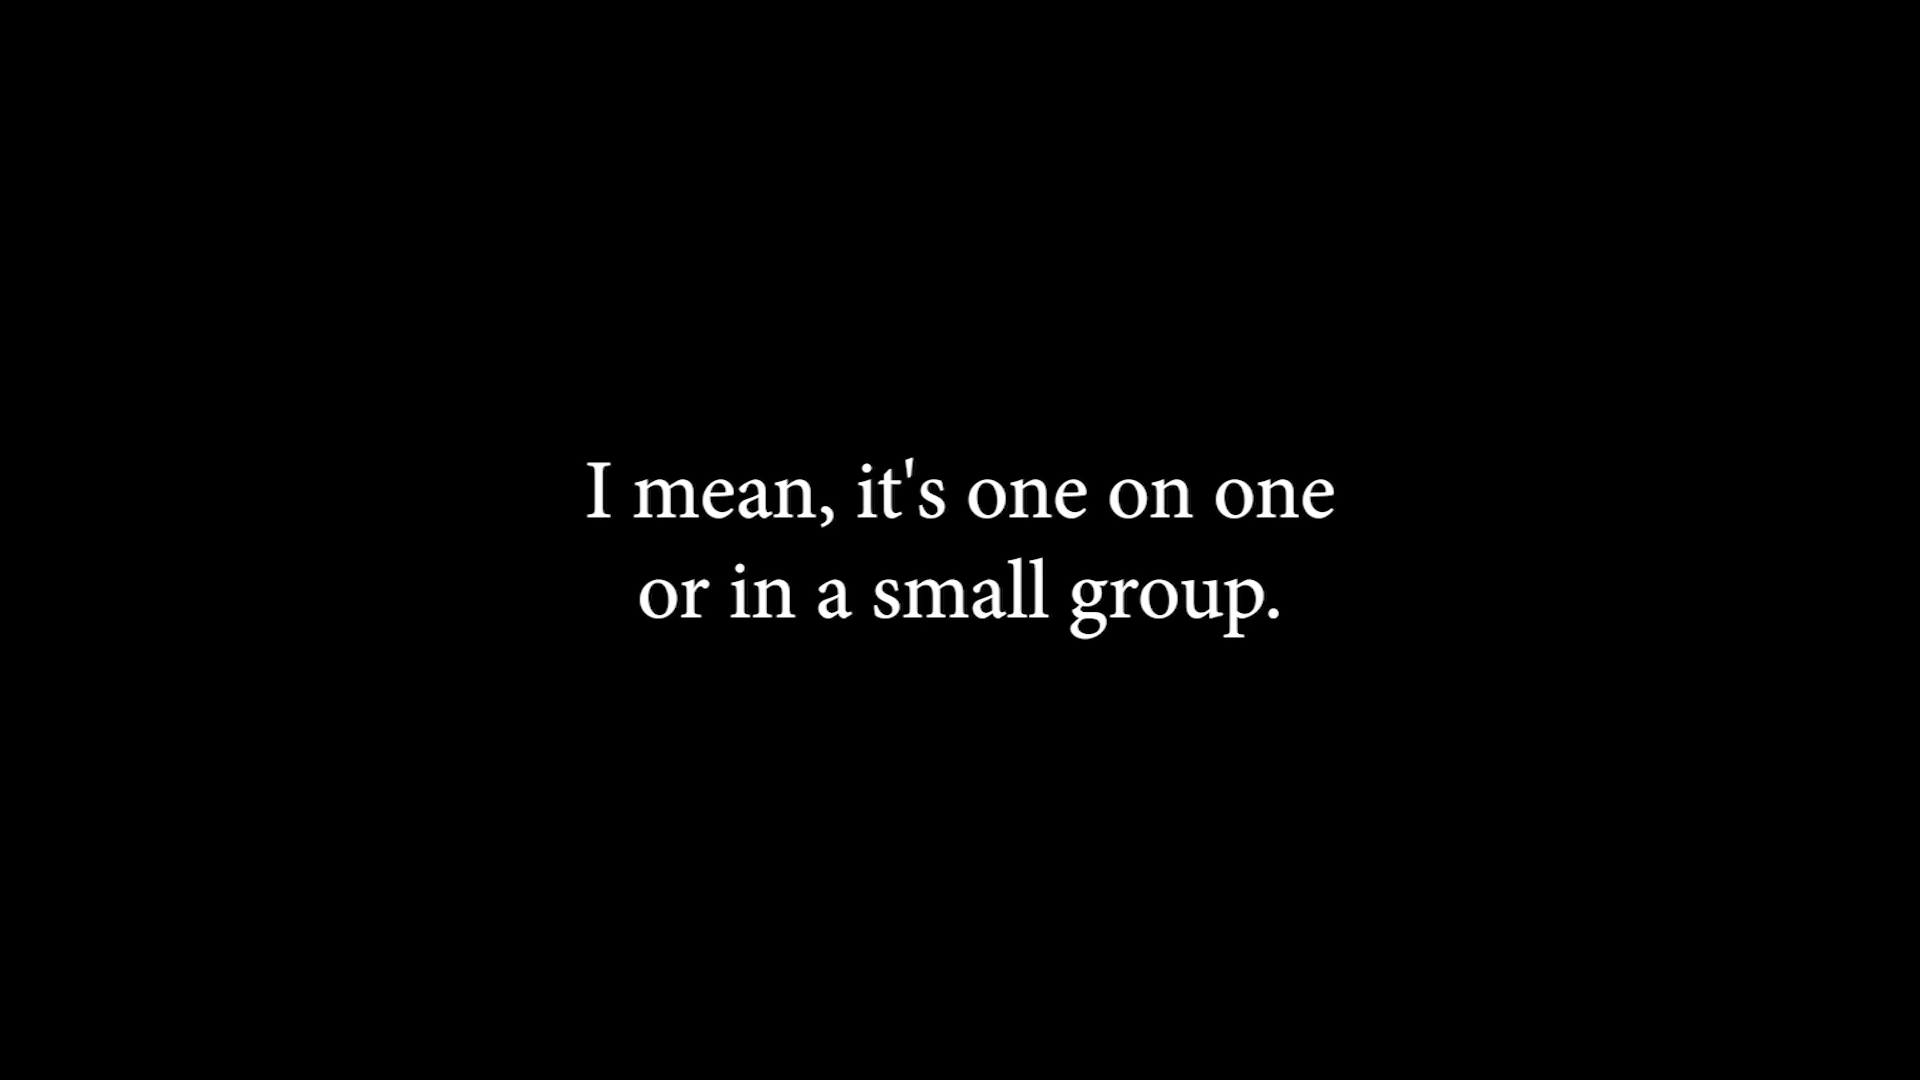 I mean, it's one on one
or in a small group.